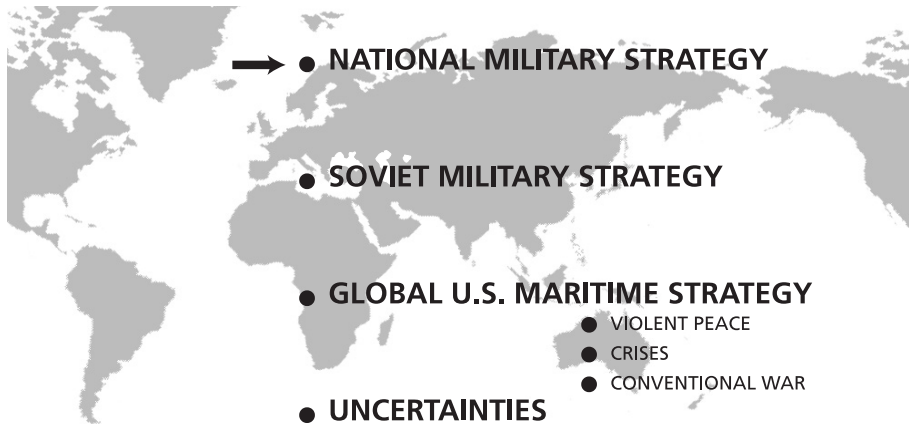 ● NATIONAL MILITARY STRATEGY
● SOVIET MILITARY STRATEGY
● GLOBAL U.S. MARITIME STRATEGY
● VIOLENT PEACE
● CRISES
● CONVENTIONAL WAR
● UNCERTAINTIES